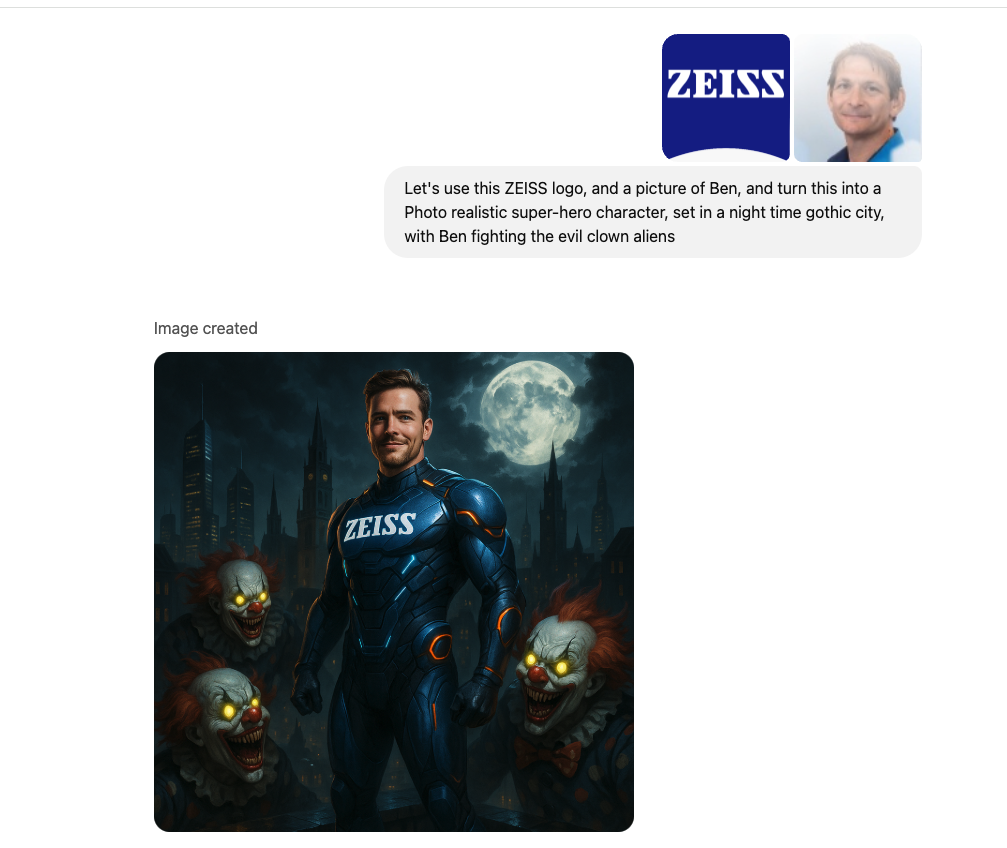 ZEISS
Let's use this ZEISS logo, and a picture of Ben, and turn this into a
Photo realistic super-hero character, set in a night time gothic city,
with Ben fighting the evil clown aliens
Image created
ZEISS